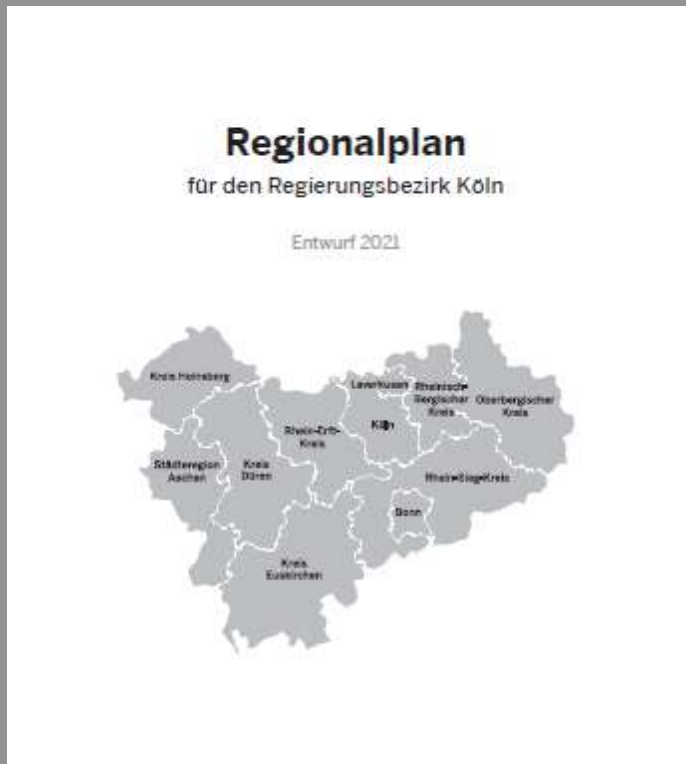 Regionalplan
für den Regierungsbezirk Köln
Entwurf 2021
Kreis Heinsberg
Leverkusen
Rheinisch-
Bergischer
Kreis
Oberbergischer
Kreis
Köln
Rhein-Erft-
Kreis
Städteregion
Aachen
Kreis
Düren
Rhein-Sieg-Kreis
Bonn
Kreis
Euskirchen